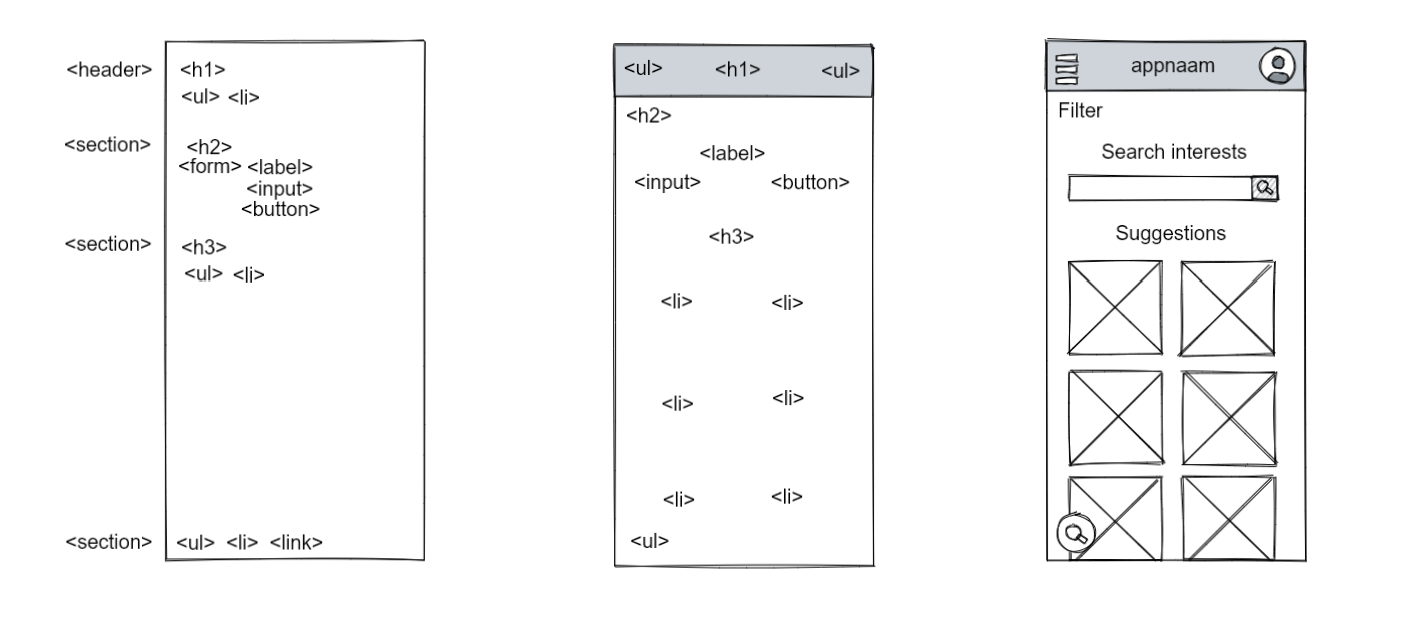 <header> <h1>
<ul> <li>
<section> <h2>
<form> <label>
<input>
<button>
<section> <h3>
<ul> <li>
<section> <ul> <li> <link>
<ul> <h1> <ul>
<h2>
<label>
<input> <button>
<h3>
<li> <li>
<li> <li>
<li> <li>
<ul>
appnaam
Filter
Search interests
Suggestions